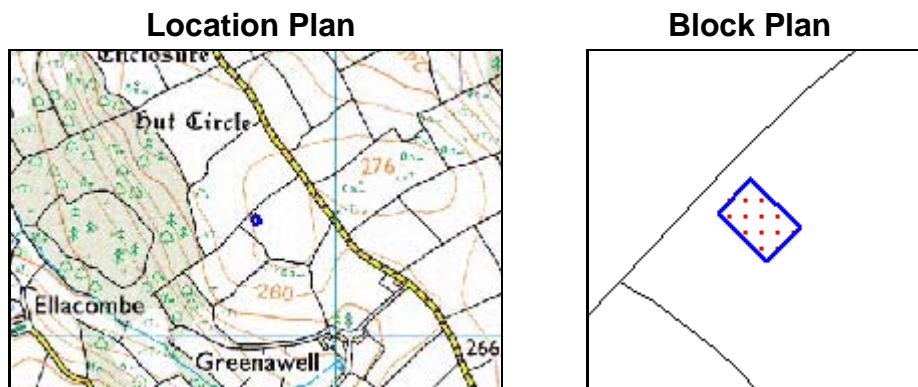 Location Plan
Block Plan
Enclosure
Hut Circle
276
260
Ellacombe
Greenawell
266